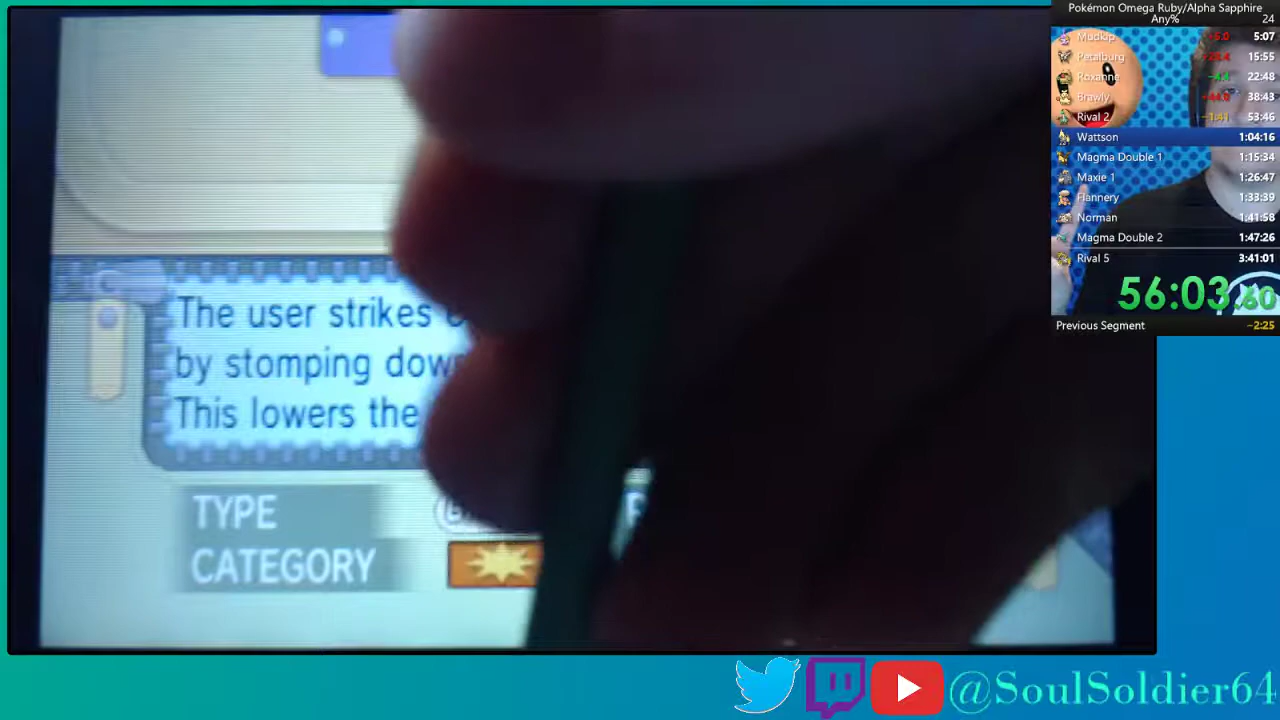 Pokémon Omega Ruby/Alpha Sapphire
Any%
24
Mudkip 5:07
Petalburg 15:55
Roxanne 22:48
Brawly 38:43
Rival 2 -1:41 53:46
Wattson 1:04:16
Magma Double 1 1:15:34
Maxie 1 1:26:47
Flannery 1:33:39
Norman 1:41:58
Magma Double 2 1:47:26
Rival 5 3:41:01
56:03.60
Previous Segment -2:25
The user strikes
by stomping
This lowers the
TYPE
CATEGORY
@SoulSoldier64